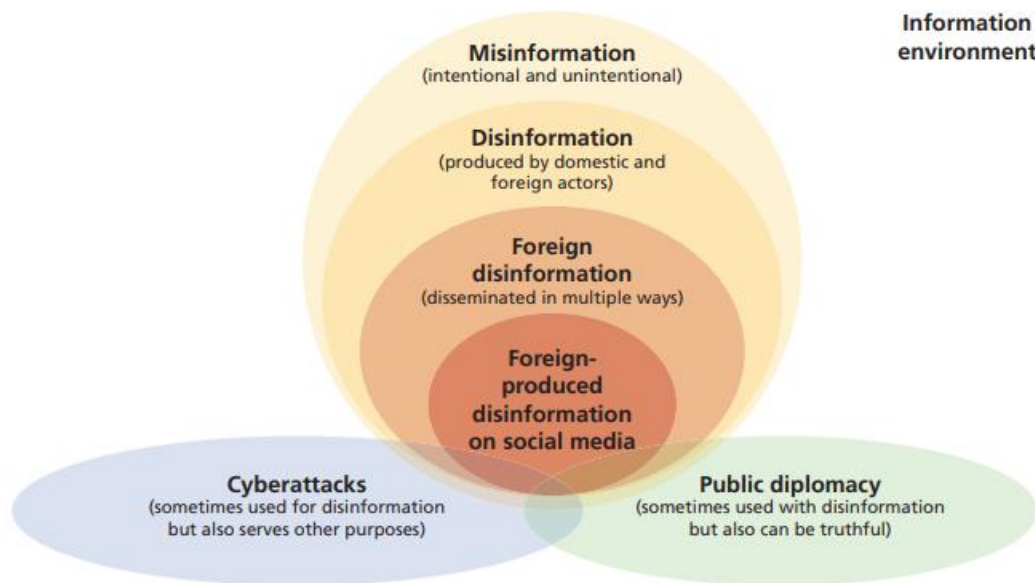 Information
environment
Misinformation
(intentional and unintentional)
Disinformation
(produced by domestic and
foreign actors)
Foreign
disinformation
(disseminated in multiple ways)
Foreign-
produced
disinformation
on social media
Cyberattacks
(sometimes used for disinformation
but also serves other purposes)
Public diplomacy
(sometimes used with disinformation
but also can be truthful)